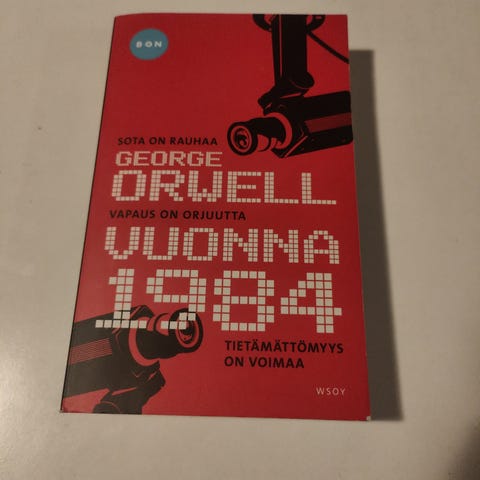 BON
SOTA ON RAUHAA
GEORGE
ORWELL
VAPAUS ON ORJUUTTA
VUONNA
1984
TIETÄMÄTTÖMYYS
ON VOIMAA
WSOY